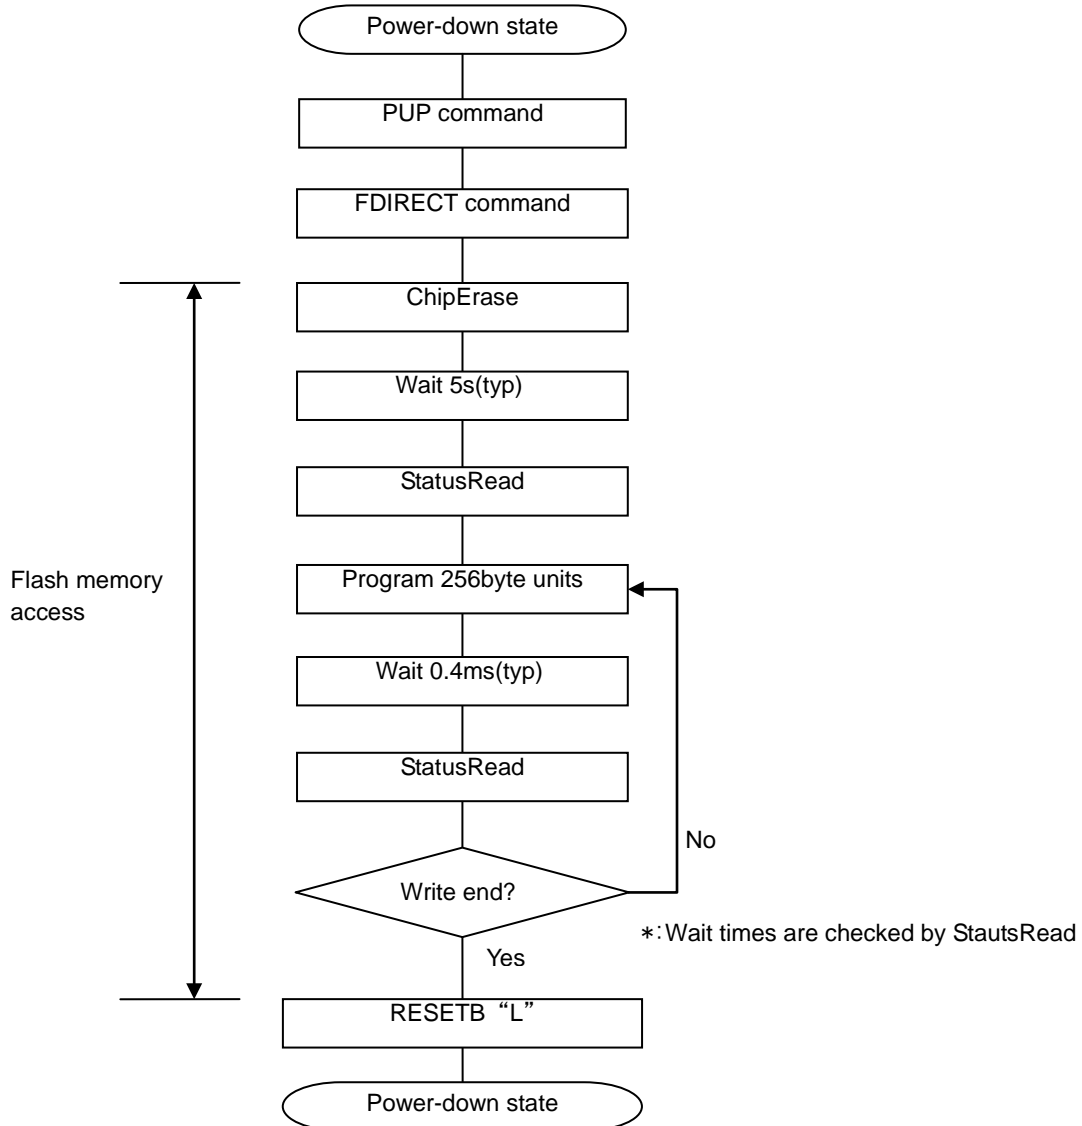 Power-down state
PUP command
FDIRECT command
ChipErase
Wait 5s(typ)
StatusRead
Flash memory
access
Program 256byte units
Wait 0.4ms(typ)
StatusRead
No
Write end?
*:Wait times are checked by StautsRead
Yes
RESETB “L”
Power-down state